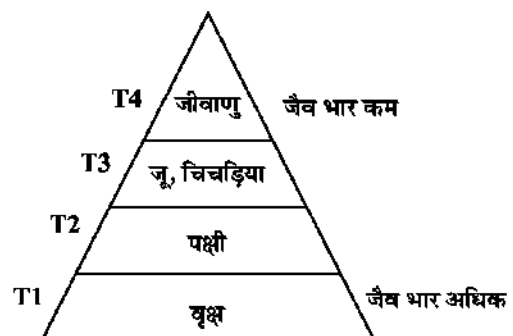 T4 जीवाणु जैव भार कम
T3 जू, चिचड़िया
T2 पक्षी
T1 वृक्ष जैव भार अधिक